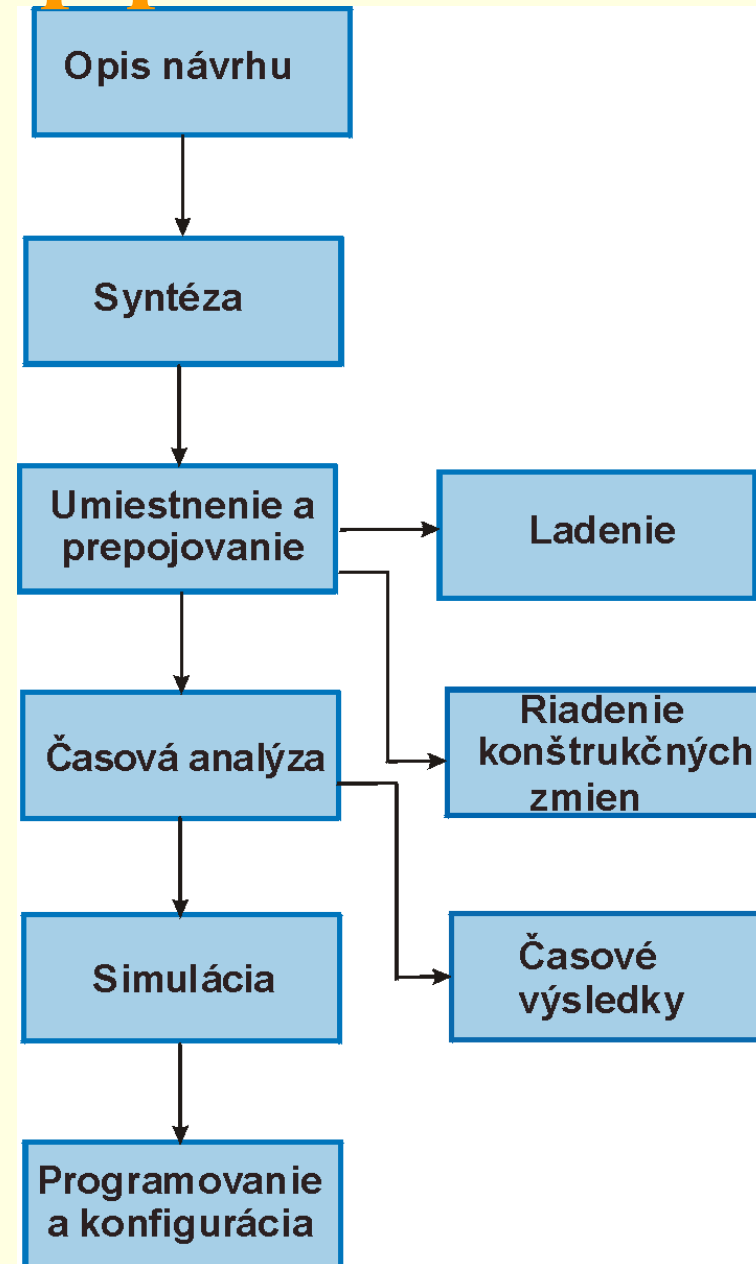 Opis návrhu
Syntéza
Umiestnenie a
prepojovanie
Ladenie
Časová analýza
Riadenie
konštrukčných
zmien
Simulácia
Časové
výsledky
Programovanie
a konfigurácia